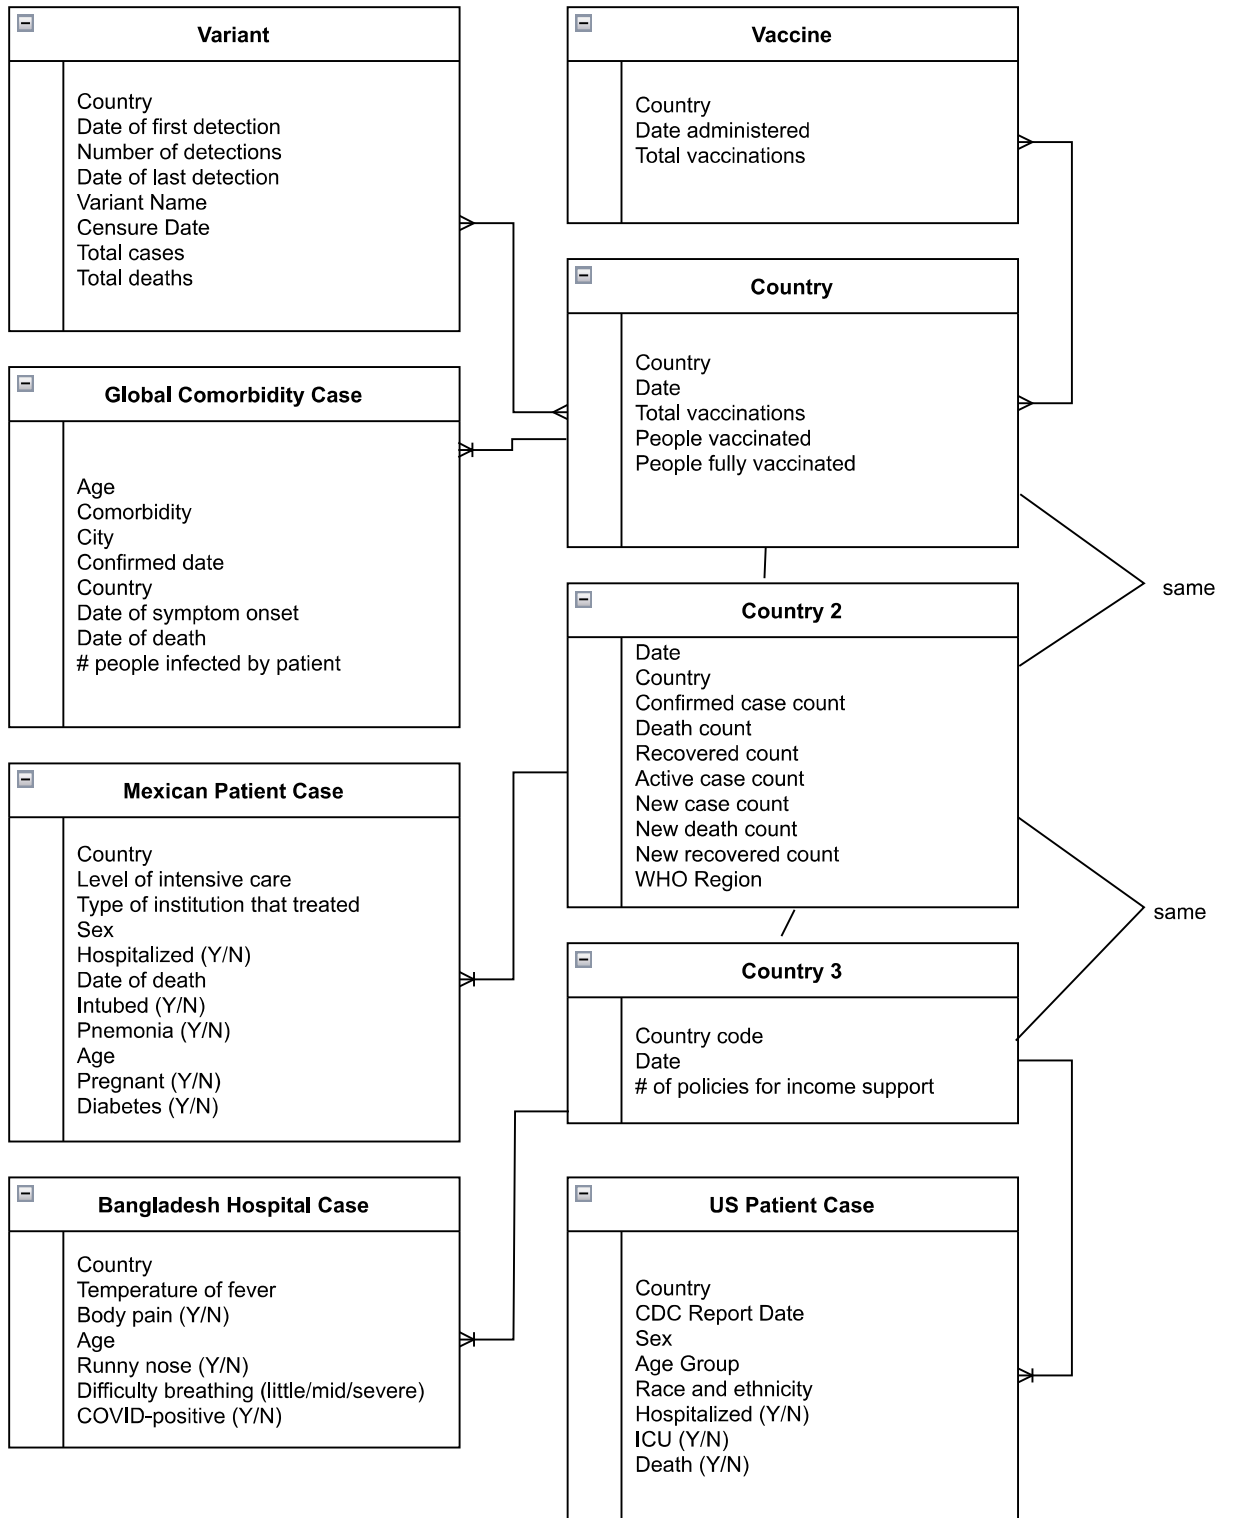 Variant
Country
Date of first detection
Number of detections
Date of last detection
Variant Name
Censure Date
Total cases
Total deaths
Vaccine
Country
Date administered
Total vaccinations
Country
Country
Date
Total vaccinations
People vaccinated
People fully vaccinated
Global Comorbidity Case
Age
Comorbidity
City
Confirmed date
Country
Date of symptom onset
Date of death
# people infected by patient
same
Country 2
Date
Country
Confirmed case count
Death count
Recovered count
Active case count
New case count
New death count
New recovered count
WHO Region
same
Mexican Patient Case
Country
Level of intensive care
Type of institution that treated
Sex
Hospitalized (Y/N)
Date of death
Intubed (Y/N)
Pnemonia (Y/N)
Age
Pregnant (Y/N)
Diabetes (Y/N)
Country 3
Country code
Date
# of policies for income support
Bangladesh Hospital Case
Country
Temperature of fever
Body pain (Y/N)
Age
Runny nose (Y/N)
Difficulty breathing (little/mid/severe)
COVID-positive (Y/N)
US Patient Case
Country
CDC Report Date
Sex
Age Group
Race and ethnicity
Hospitalized (Y/N)
ICU (Y/N)
Death (Y/N)